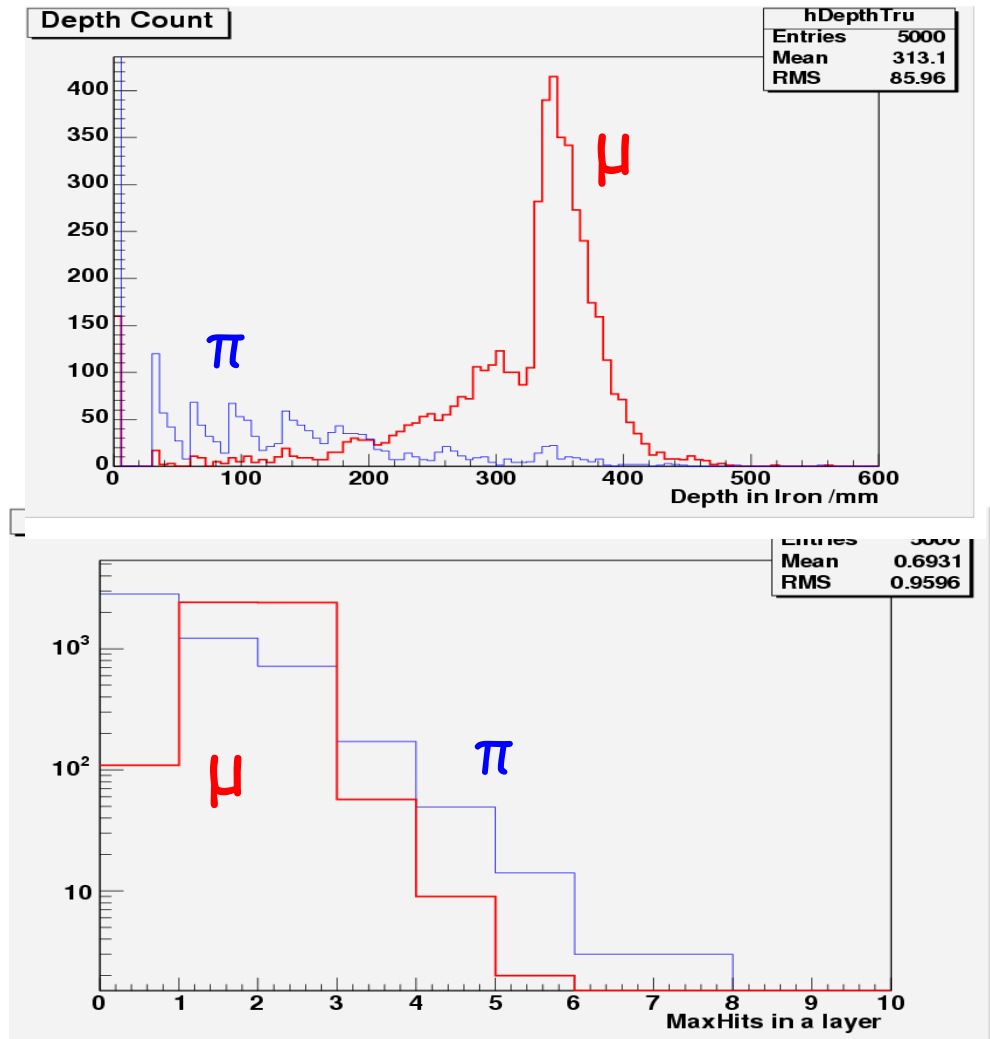 Depth Count
hDepthTru
Entries 5000
Mean 313.1
RMS 85.96
400
350
300
250
200
150
100
50
0
μ
π
0 100 200 300 400 500 600
Depth in Iron /mm
Entries 5000
Mean 0.6931
RMS 0.9596
10³
10²
10
π
μ
0 1 2 3 4 5 6 7 8 9 10
MaxHits in a layer